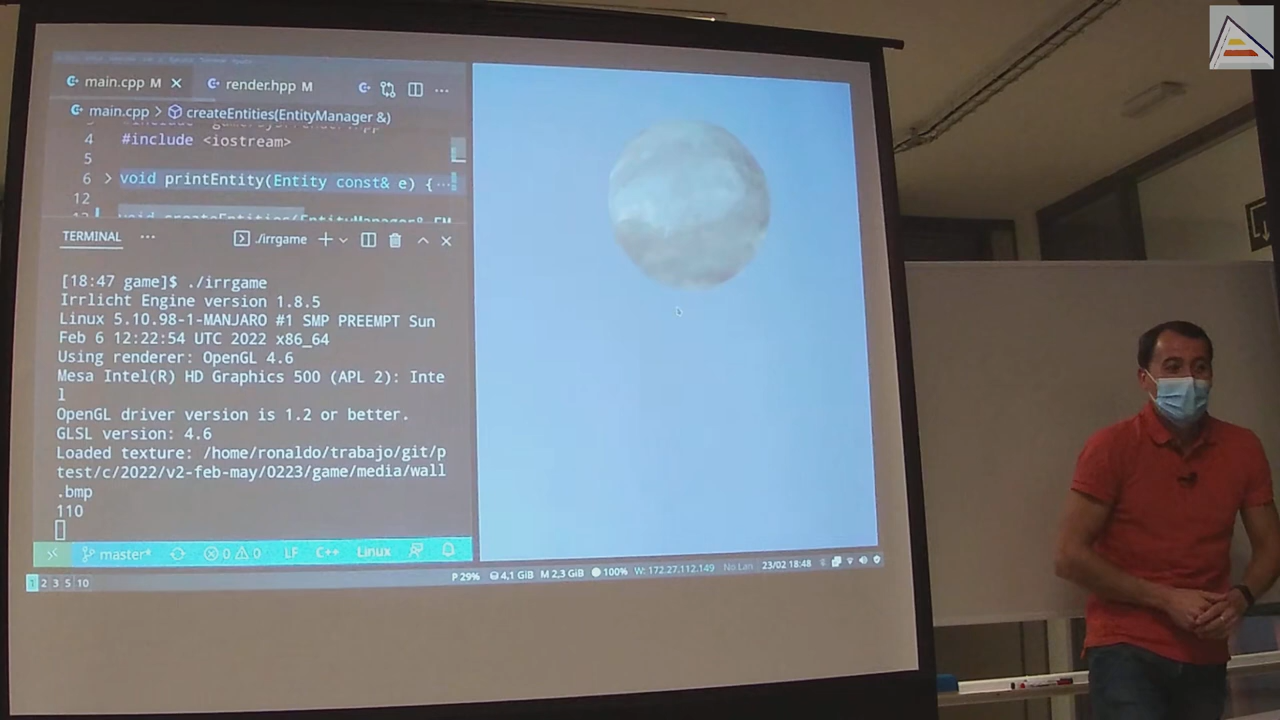 main.cpp M render.hpp M
main.cpp > createEntities(EntityManager &)
4 #include <iostream>
5
6 void printEntity(Entity const& e) {···
12
void createEntities(EntityManager& EM
TERMINAL ./irrgame
[18:47 game]$ ./irrgame
Irrlicht Engine version 1.8.5
Linux 5.10.98-1-MANJARO #1 SMP PREEMPT Sun
Feb 6 12:22:54 UTC 2022 x86_64
Using renderer: OpenGL 4.6
Mesa Intel(R) HD Graphics 500 (APL 2): Inte
l
OpenGL driver version is 1.2 or better.
GLSL version: 4.6
Loaded texture: /home/ronaldo/trabajo/git/p
test/c/2022/v2-feb-may/0223/game/media/wall
.bmp
110
master* 0 0 LF C++ Linux
1 2 3 5 10 P 29% 4,1 GiB M 2,3 GiB 100% W: 172.27.112.149 No Lan 23/02 18:48